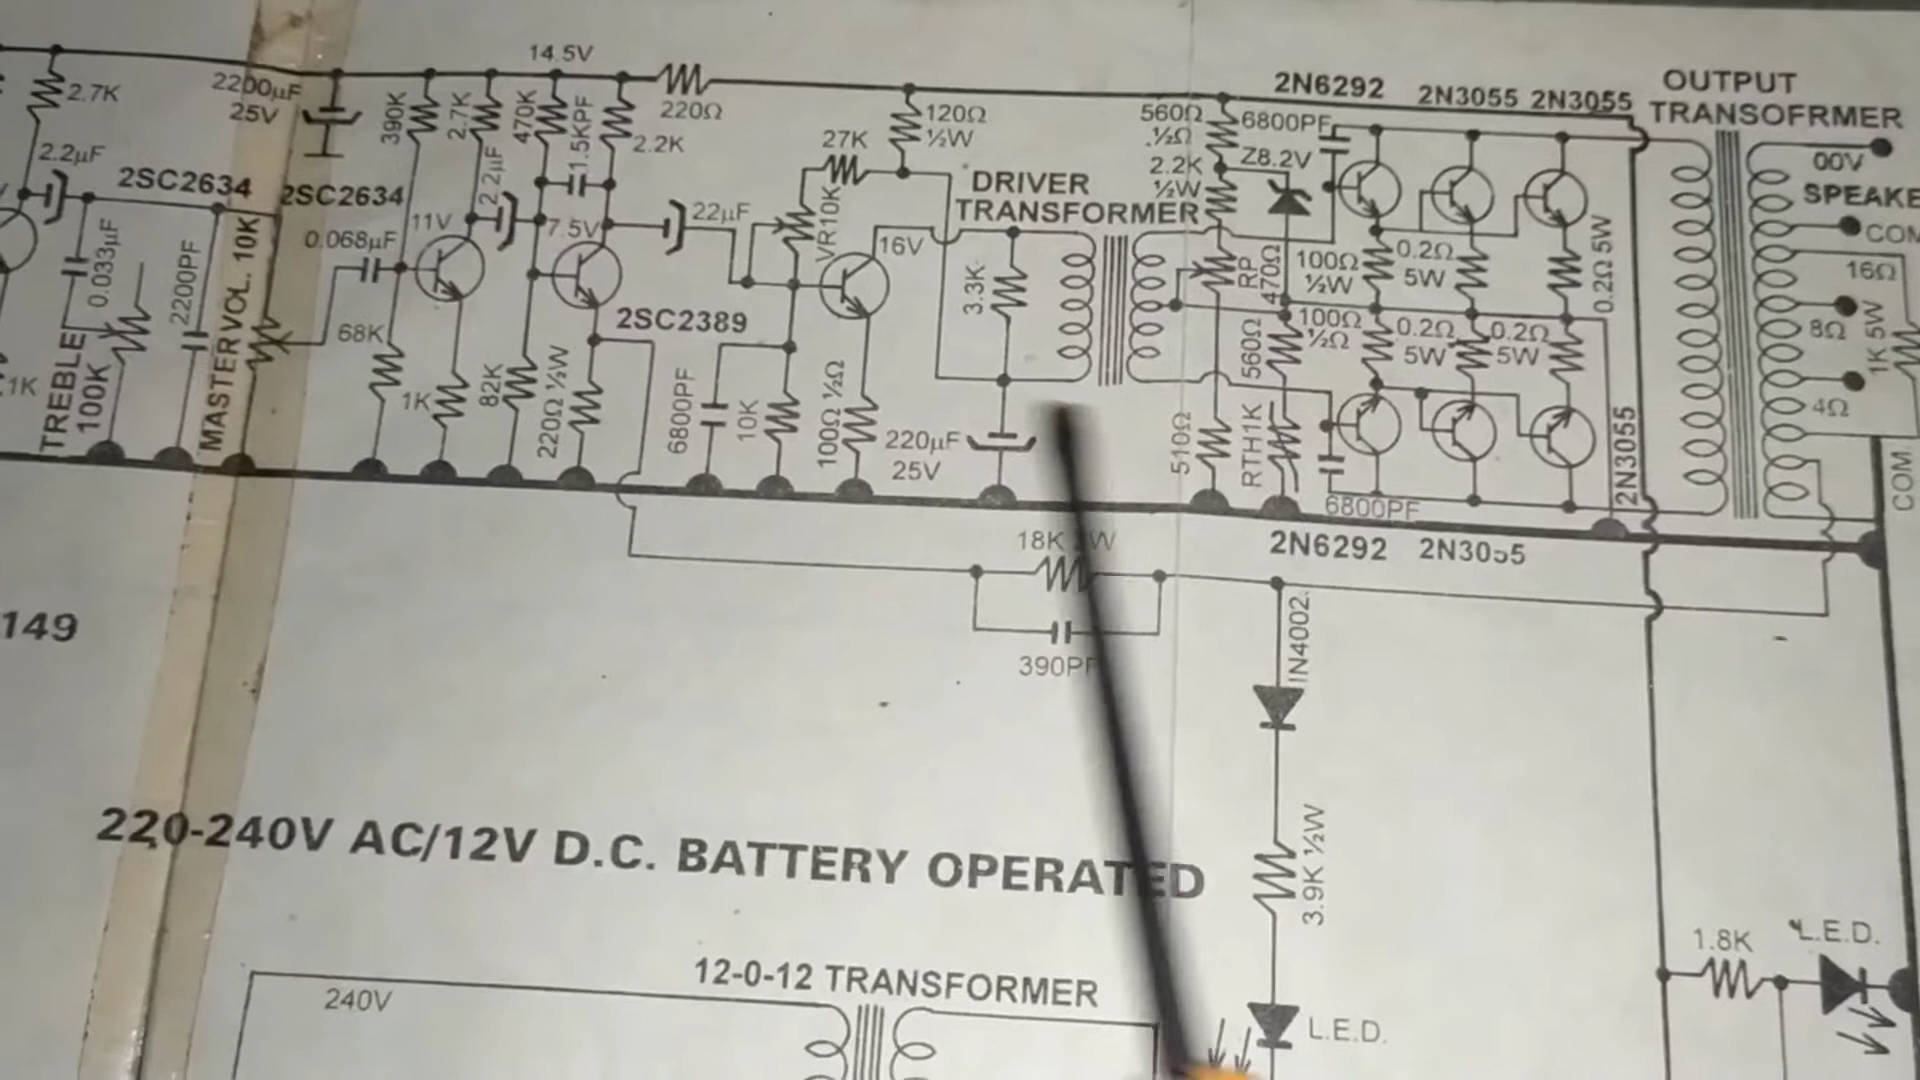 2.7K
2200µF
25V
390K
2.7K
14.5V
470K
1.5KPF
2.2K
220Ω
27K
120Ω
½W
560Ω
.½Ω
6800PF
2N6292
2N3055
2N3055
OUTPUT
TRANSOFRMER
00V
SPEAKE
COM
16Ω
8Ω
1K 5W
4Ω
COM.
2.2µF
2SC2634
2SC2634
2.2µF
0.068µF
11V
7.5V
22µF
VR10K
16V
DRIVER
TRANSFORMER
2.2K
½W
Z8.2V
0.033µF
2200PF
MASTER VOL. 10K
TREBLE
100K
1K
68K
1K
82K
220Ω ½W
2SC2389
6800PF
10K
100Ω ½Ω
3.3K
220µF
25V
RP
470Ω
100Ω
½W
0.2Ω
5W
0.2Ω 5W
560Ω
100Ω
½Ω
0.2Ω
5W
0.2Ω
5W
510Ω
RTH1K
6800PF
2N3055
2N6292
2N3055
18K
W
390PF
IN4002
149
220-240V AC/12V D.C. BATTERY OPERATED
3.9K ½W
12-0-12 TRANSFORMER
240V
L.E.D.
1.8K
L.E.D.